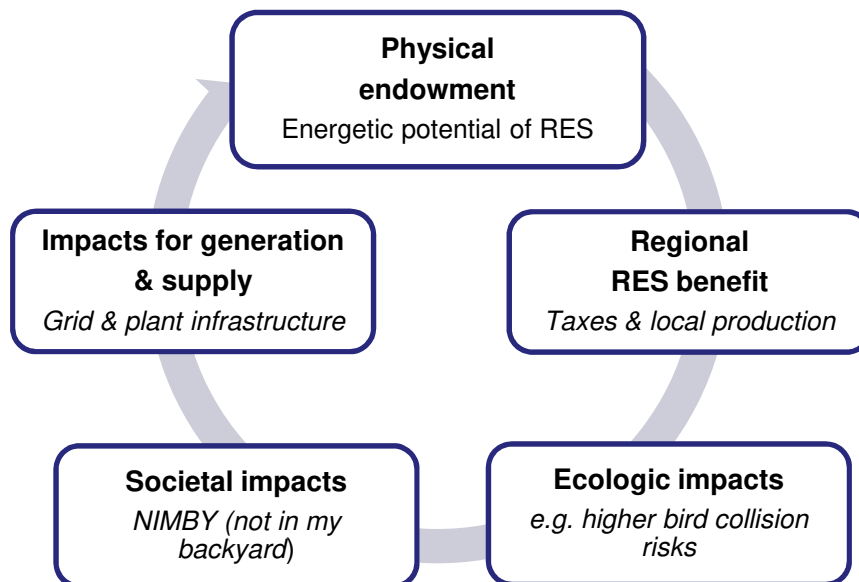 Physical
endowment
Energetic potential of RES
Impacts for generation
& supply
Grid & plant infrastructure
Regional
RES benefit
Taxes & local production
Societal impacts
NIMBY (not in my
backyard)
Ecologic impacts
e.g. higher bird collision
risks